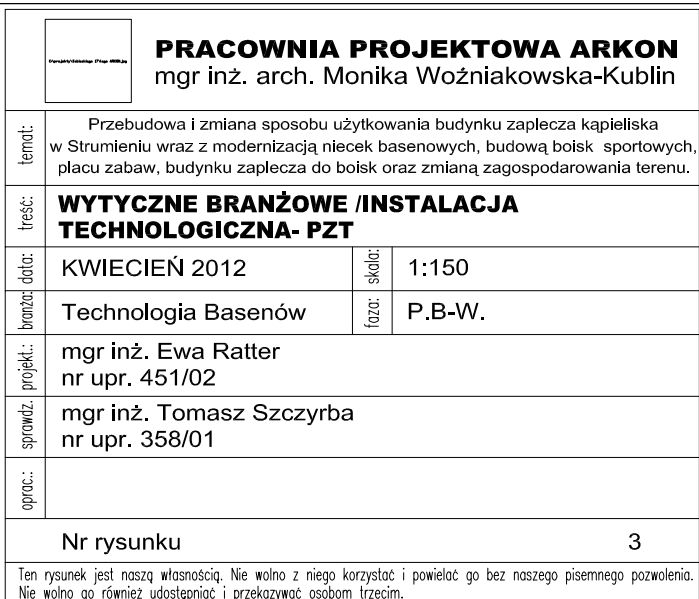 PRACOWNIA PROJEKTOWA ARKON
mgr inż. arch. Monika Woźniakowska-Kublin
temat:
Przebudowa i zmiana sposobu użytkowania budynku zaplecza kąpieliska
w Strumieniu wraz z modernizacją niecek basenowych, budową boisk sportowych,
placu zabaw, budynku zaplecza do boisk oraz zmianą zagospodarowania terenu.
treść:
WYTYCZNE BRANŻOWE /INSTALACJA
TECHNOLOGICZNA- PZT
data: KWIECIEŃ 2012 skala: 1:150
branża: Technologia Basenów faza: P.B-W.
projekt.: mgr inż. Ewa Ratter
nr upr. 451/02
sprawdz. mgr inż. Tomasz Szczyrba
nr upr. 358/01
oprac.:
Nr rysunku 3
Ten rysunek jest naszą własnością. Nie wolno z niego korzystać i powielać go bez naszego pisemnego pozwolenia.
Nie wolno go również udostępniać i przekazywać osobom trzecim.